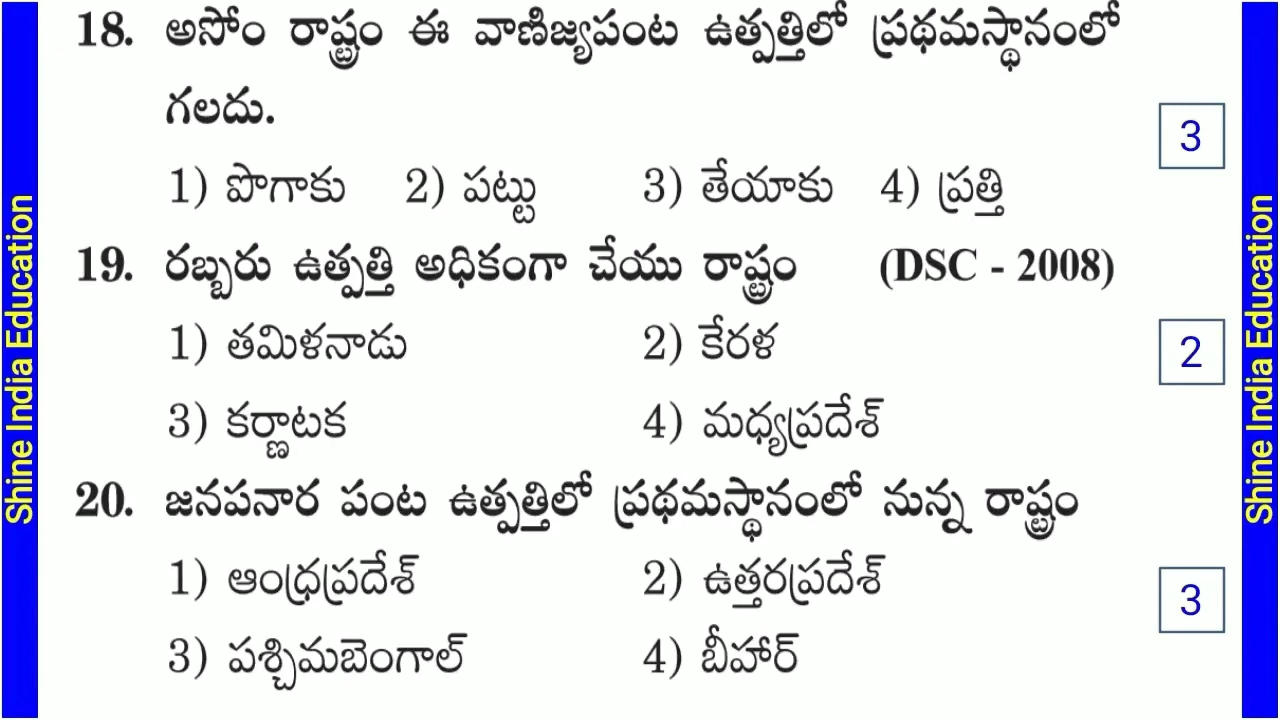 Shine India Education
18. అసోం రాష్ట్రం ఈ వాణిజ్యపంట ఉత్పత్తిలో ప్రథమస్థానంలో
గలదు.
3
1) పొగాకు 2) పట్టు 3) తేయాకు 4) ప్రత్తి
19. రబ్బరు ఉత్పత్తి అధికంగా చేయు రాష్ట్రం (DSC - 2008)
1) తమిళనాడు 2) కేరళ
2
3) కర్ణాటక 4) మధ్యప్రదేశ్
20. జనపనార పంట ఉత్పత్తిలో ప్రథమస్థానంలో నున్న రాష్ట్రం
1) ఆంధ్రప్రదేశ్ 2) ఉత్తరప్రదేశ్
3
3) పశ్చిమబెంగాల్ 4) బీహార్
Shine India Education